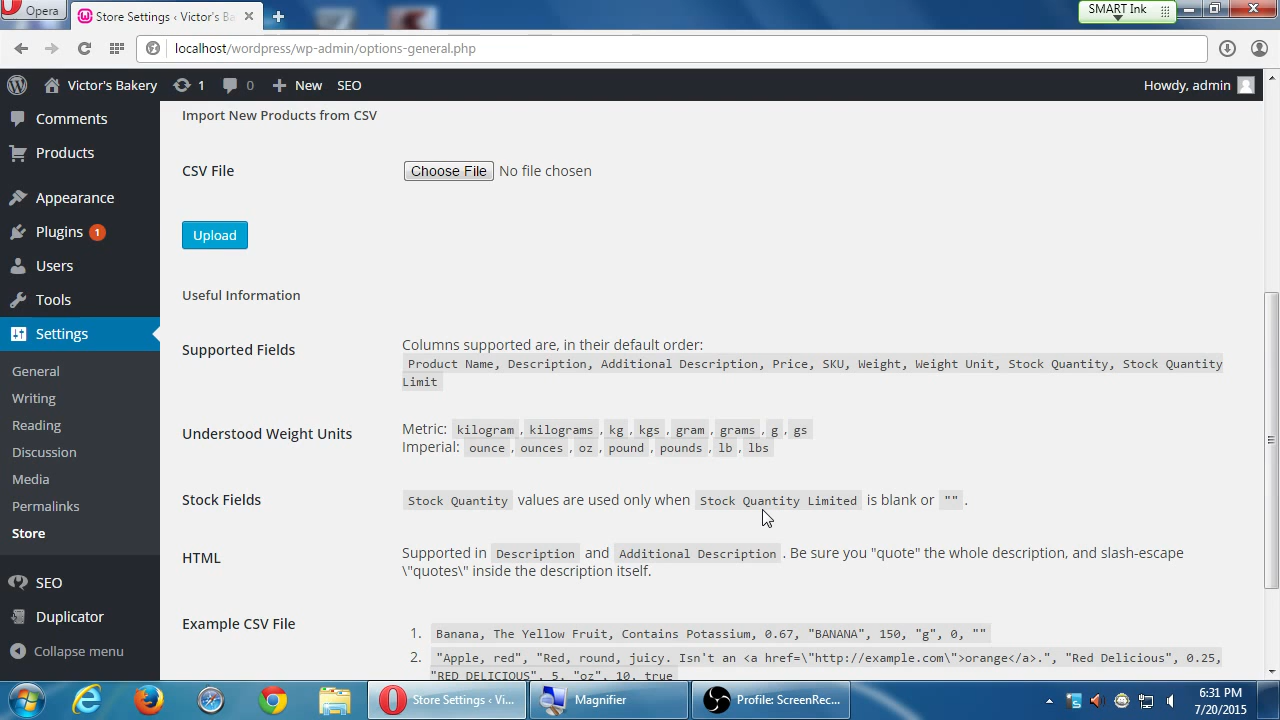 Opera
Store Settings ‹ Victor's Ba
SMART Ink
localhost/wordpress/wp-admin/options-general.php
Victor's Bakery
1
0
New
SEO
Howdy, admin
Comments
Products
Appearance
Plugins 1
Users
Tools
Settings
General
Writing
Reading
Discussion
Media
Permalinks
Store
SEO
Duplicator
Collapse menu
Import New Products from CSV
CSV File
Choose File No file chosen
Upload
Useful Information
Supported Fields
Columns supported are, in their default order:
Product Name, Description, Additional Description, Price, SKU, Weight, Weight Unit, Stock Quantity, Stock Quantity
Limit
Understood Weight Units
Metric: kilogram , kilograms , kg , kgs , gram , grams , g , gs
Imperial: ounce , ounces , oz , pound , pounds , lb , lbs
Stock Fields
Stock Quantity values are used only when Stock Quantity Limited is blank or "" .
HTML
Supported in Description and Additional Description . Be sure you "quote" the whole description, and slash-escape
\"quotes\" inside the description itself.
Example CSV File
1. Banana, The Yellow Fruit, Contains Potassium, 0.67, "BANANA", 150, "g", 0, ""
2. "Apple, red", "Red, round, juicy. Isn't an <a href=\"http://example.com\">orange</a>.", "Red Delicious", 0.25,
"RED DELICIOUS", 5, "oz", 10, true
Store Settings ‹ Vi...
Magnifier
Profile: ScreenRec...
6:31 PM
7/20/2015